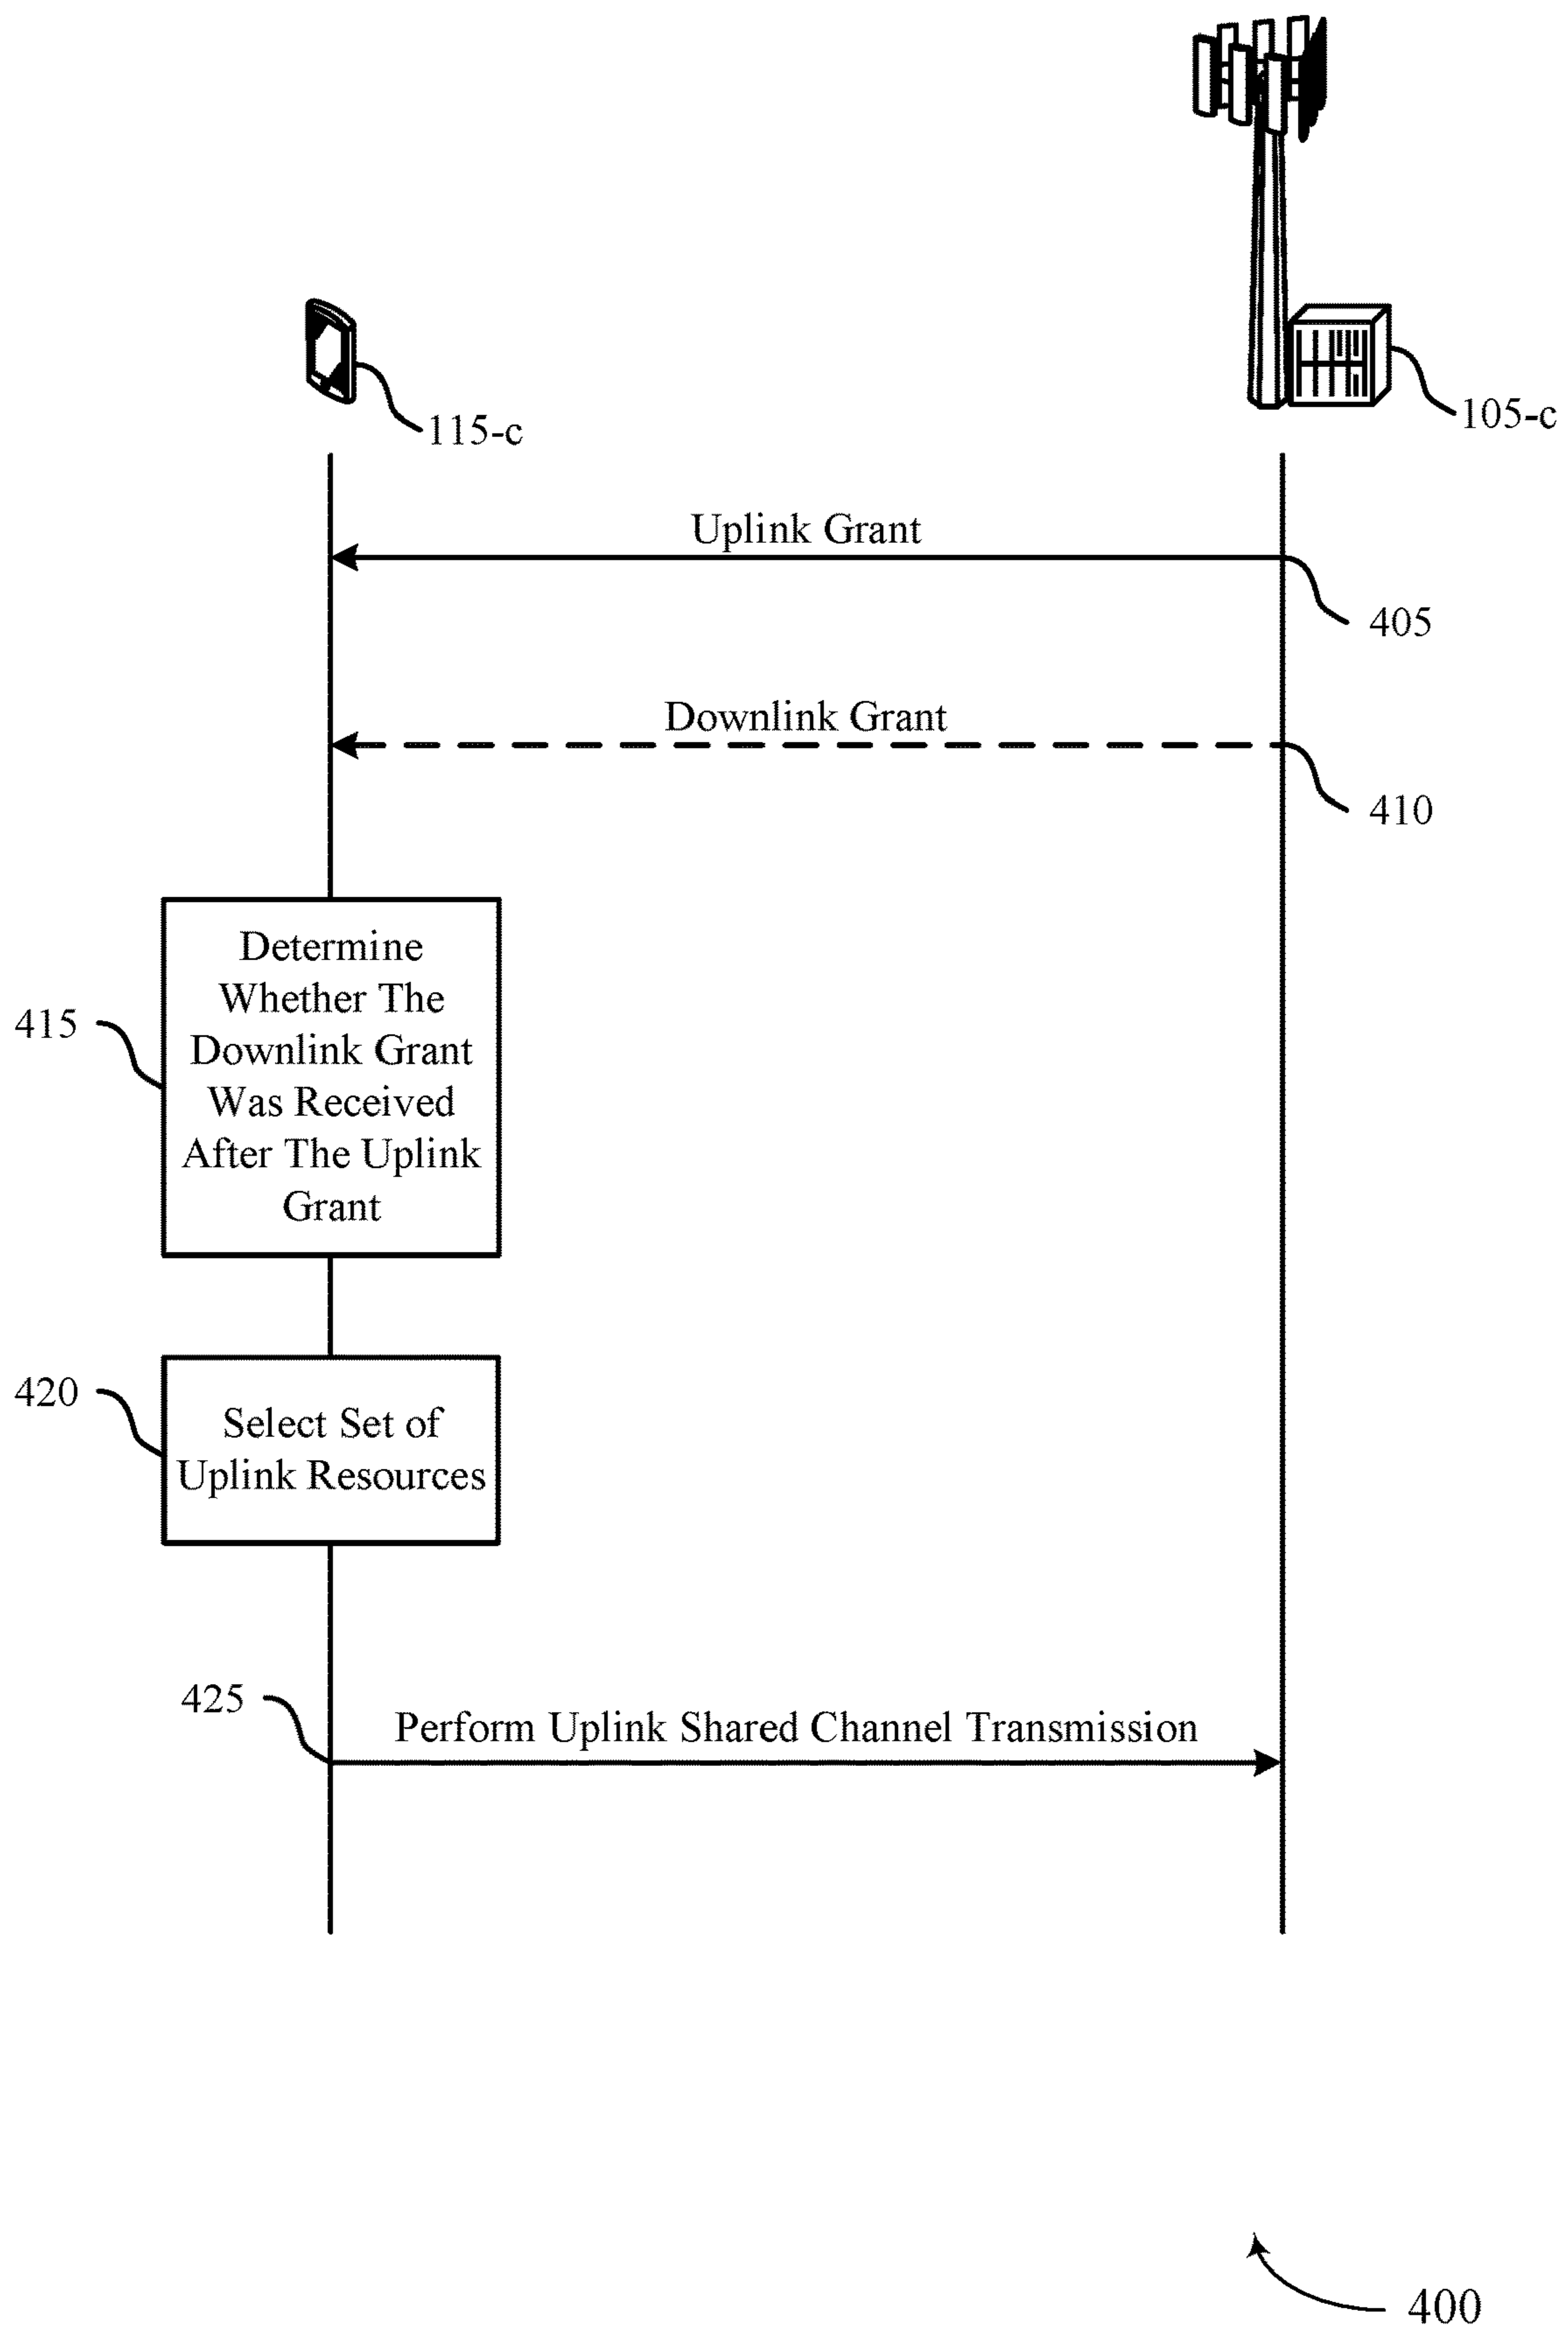 115-c
105-c
Uplink Grant
405
Downlink Grant
410
415
Determine
Whether The
Downlink Grant
Was Received
After The Uplink
Grant
420
Select Set of
Uplink Resources
425
Perform Uplink Shared Channel Transmission
400